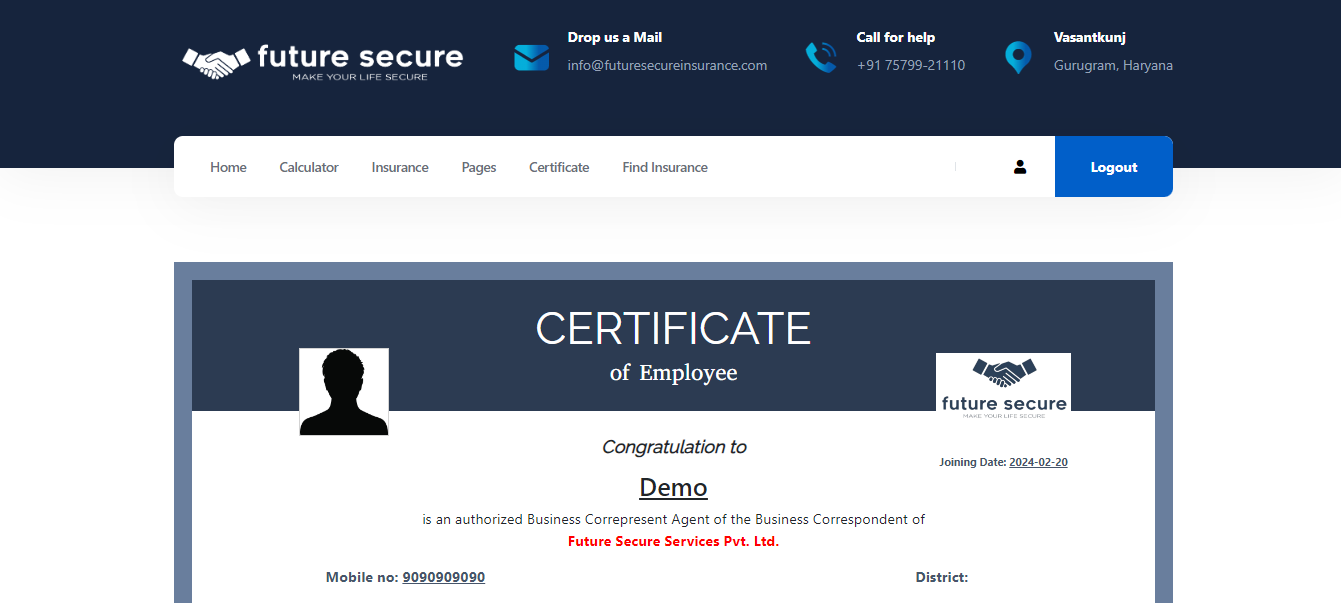 future secure
MAKE YOUR LIFE SECURE
Drop us a Mail
info@futuresecureinsurance.com
Call for help
+91 75799-21110
Vasantkunj
Gurugram, Haryana
Home Calculator Insurance Pages Certificate Find Insurance Logout
CERTIFICATE
of Employee
future secure
MAKE YOUR LIFE SECURE
Congratulation to
Joining Date: 2024-02-20
Demo
is an authorized Business Correpresent Agent of the Business Correspondent of
Future Secure Services Pvt. Ltd.
Mobile no: 9090909090 District: